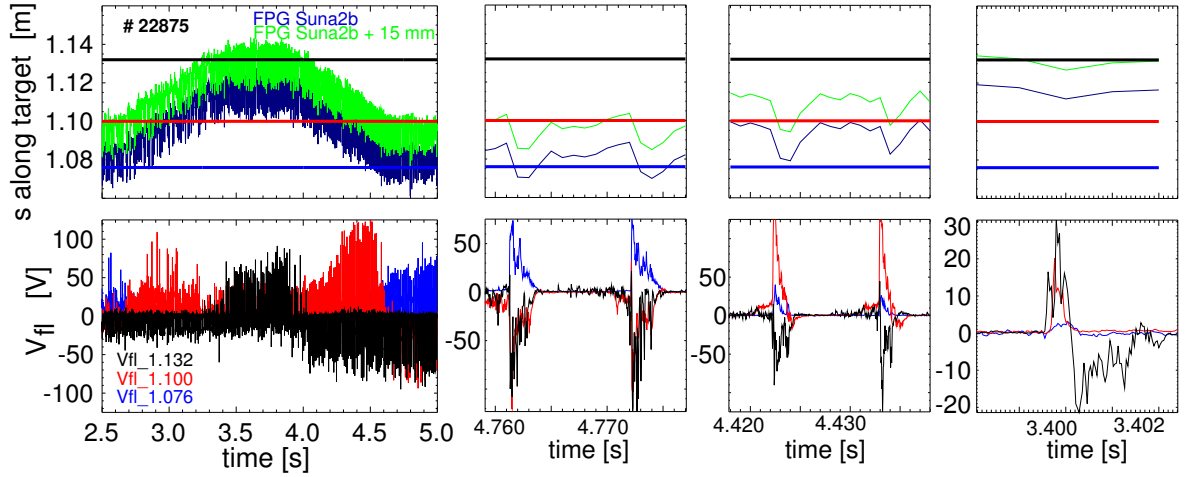 s along target [m]
# 22875
FPG Suna2b
FPG Suna2b + 15 mm
1.14
1.12
1.10
1.08
V_fl [V]
100
50
0
-50
-100
Vfl_1.132
Vfl_1.100
Vfl_1.076
2.5 3.0 3.5 4.0 4.5 5.0
time [s]
50
0
-50
4.760 4.770
time [s]
50
0
-50
4.420 4.430
time [s]
30
20
10
0
-10
-20
3.400 3.402
time [s]